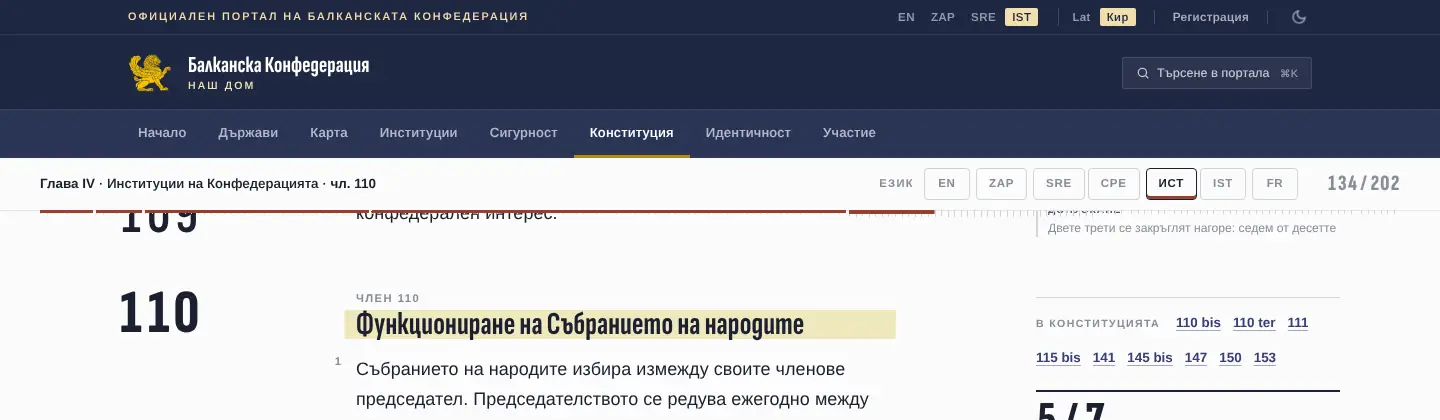 ОФИЦИАЛЕН ПОРТАЛ НА БАЛКАНСКАТА КОНФЕДЕРАЦИЯ
EN ZAP SRE IST Lat Кир Регистрация
Балканска Конфедерация
НАШ ДОМ
Търсене в портала ⌘K
Начало Държави Карта Институции Сигурност Конституция Идентичност Участие
Глава IV · Институции на Конфедерацията · чл. 110
ЕЗИК EN ZAP SRE СРЕ ИСТ IST FR 134/202
109
конфедерален интерес.
Двете трети се закръглят нагоре: седем от десетте
110
ЧЛЕН 110
Функциониране на Събранието на народите
1 Събранието на народите избира измежду своите членове
председател. Председателството се редува ежегодно между
В КОНСТИТУЦИЯТА 110 bis 110 ter 111
115 bis 141 145 bis 147 150 153
5/7